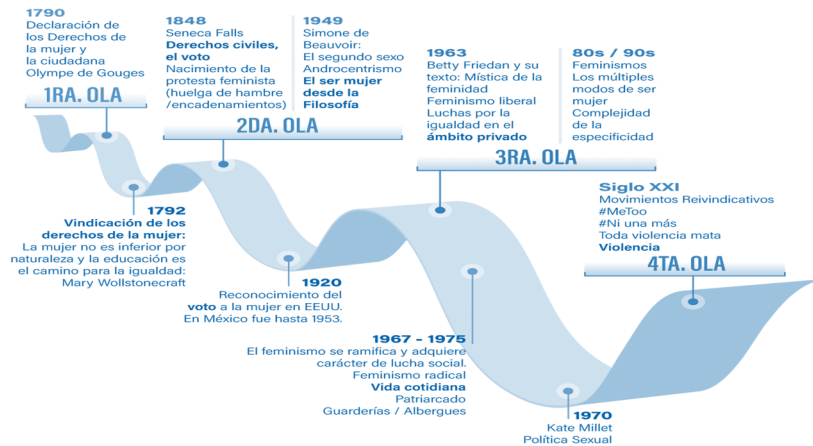 1790
Declaración de
los Derechos de
la mujer y
la ciudadana
Olympe de Gouges
1RA. OLA
1792
Vindicación de los
derechos de la mujer:
La mujer no es inferior por
naturaleza y la educación es
el camino para la igualdad:
Mary Wollstonecraft
1848
Seneca Falls
Derechos civiles,
el voto
Nacimiento de la
protesta feminista
(huelga de hambre
/encadenamientos)
1949
Simone de
Beauvoir:
El segundo sexo
Androcentrismo
El ser mujer
desde la
Filosofía
2DA. OLA
1920
Reconocimiento del
voto a la mujer en EEUU.
En México fue hasta 1953.
1963
Betty Friedan y su
texto: Mística de la
feminidad
Feminismo liberal
Luchas por la
igualdad en el
ámbito privado
80s / 90s
Feminismos
Los múltiples
modos de ser
mujer
Complejidad
de la
especificidad
3RA. OLA
1967 - 1975
El feminismo se ramifica y adquiere
carácter de lucha social.
Feminismo radical
Vida cotidiana
Patriarcado
Guarderías / Albergues
1970
Kate Millet
Política Sexual
Siglo XXI
Movimientos Reivindicativos
#MeToo
#Ni una más
Toda violencia mata
Violencia
4TA. OLA